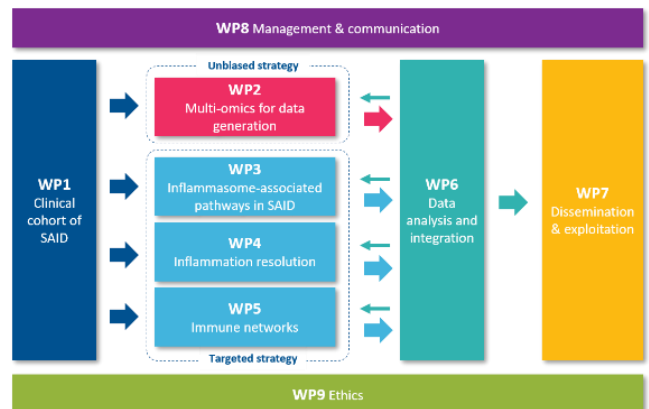 WP8 Management & communication
Unbiased strategy
WP2
Multi-omics for data
generation
WP1
Clinical
cohort of
SAID
WP3
Inflammasome-associated
pathways in SAID
WP4
Inflammation resolution
WP5
Immune networks
Targeted strategy
WP6
Data
analysis and
integration
WP7
Dissemination
& exploitation
WP9 Ethics